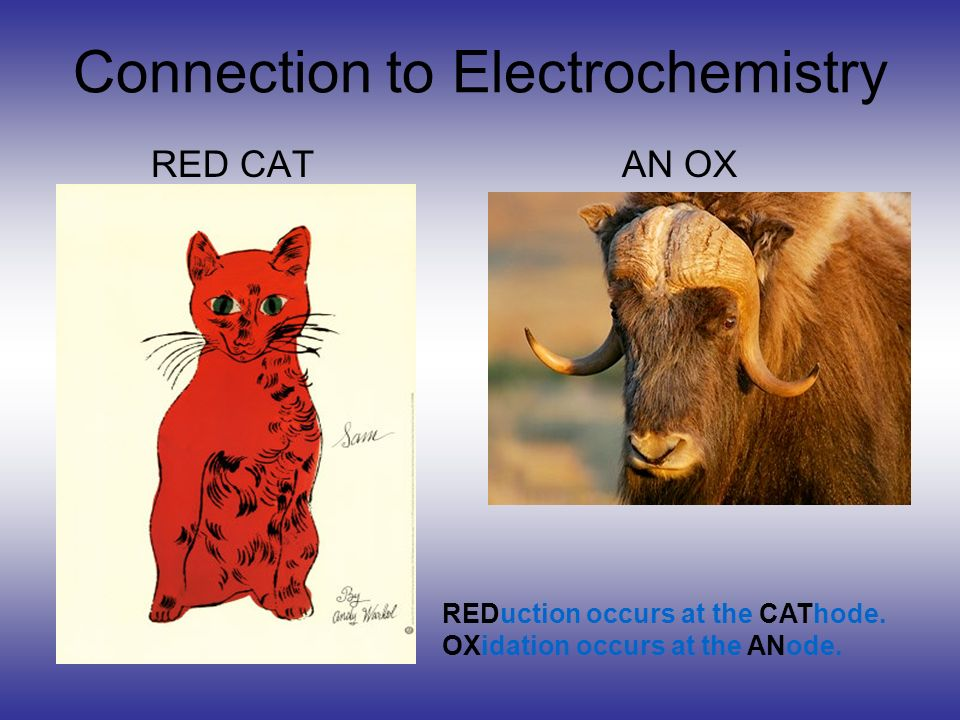 Connection to Electrochemistry
RED CAT
AN OX
Sam
By
Andy Warhol
REDuction occurs at the CAThode.
OXidation occurs at the ANode.